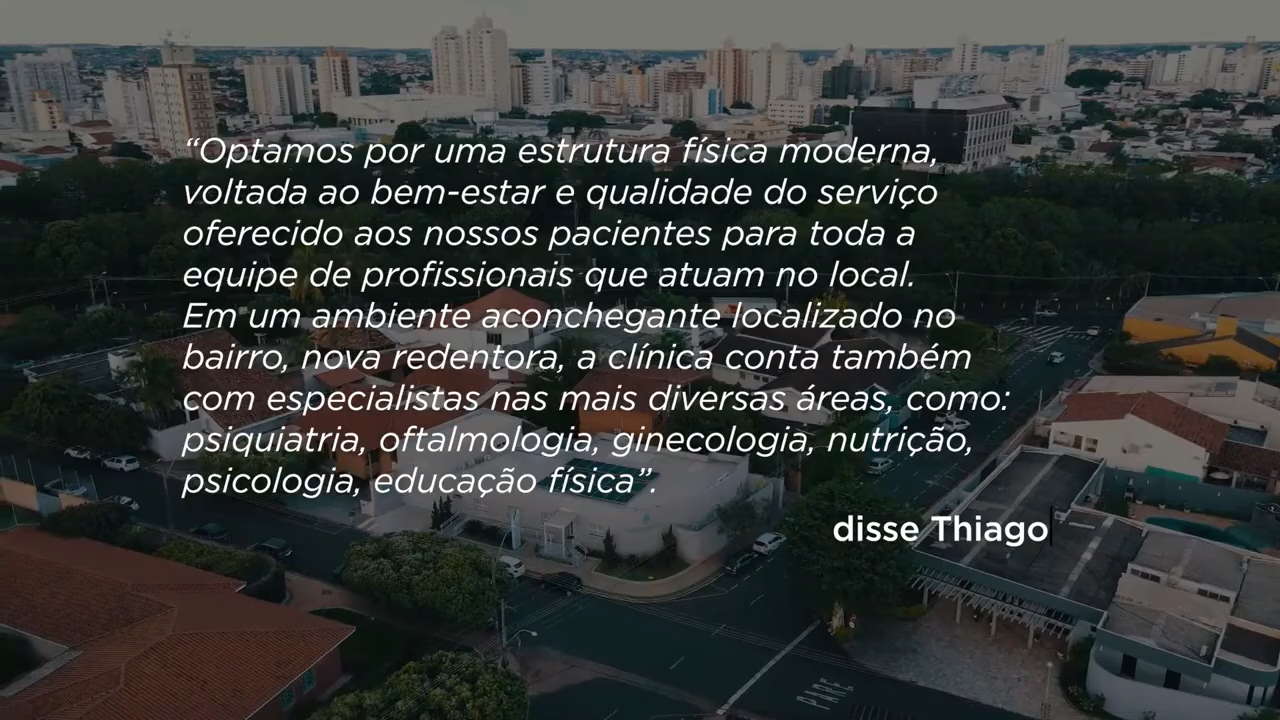 “Optamos por uma estrutura física moderna,
voltada ao bem-estar e qualidade do serviço
oferecido aos nossos pacientes para toda a
equipe de profissionais que atuam no local.
Em um ambiente aconchegante localizado no
bairro, nova redentora, a clínica conta também
com especialistas nas mais diversas áreas, como:
psiquiatria, oftalmologia, ginecologia, nutrição,
psicologia, educação física”.
disse Thiago
PARE